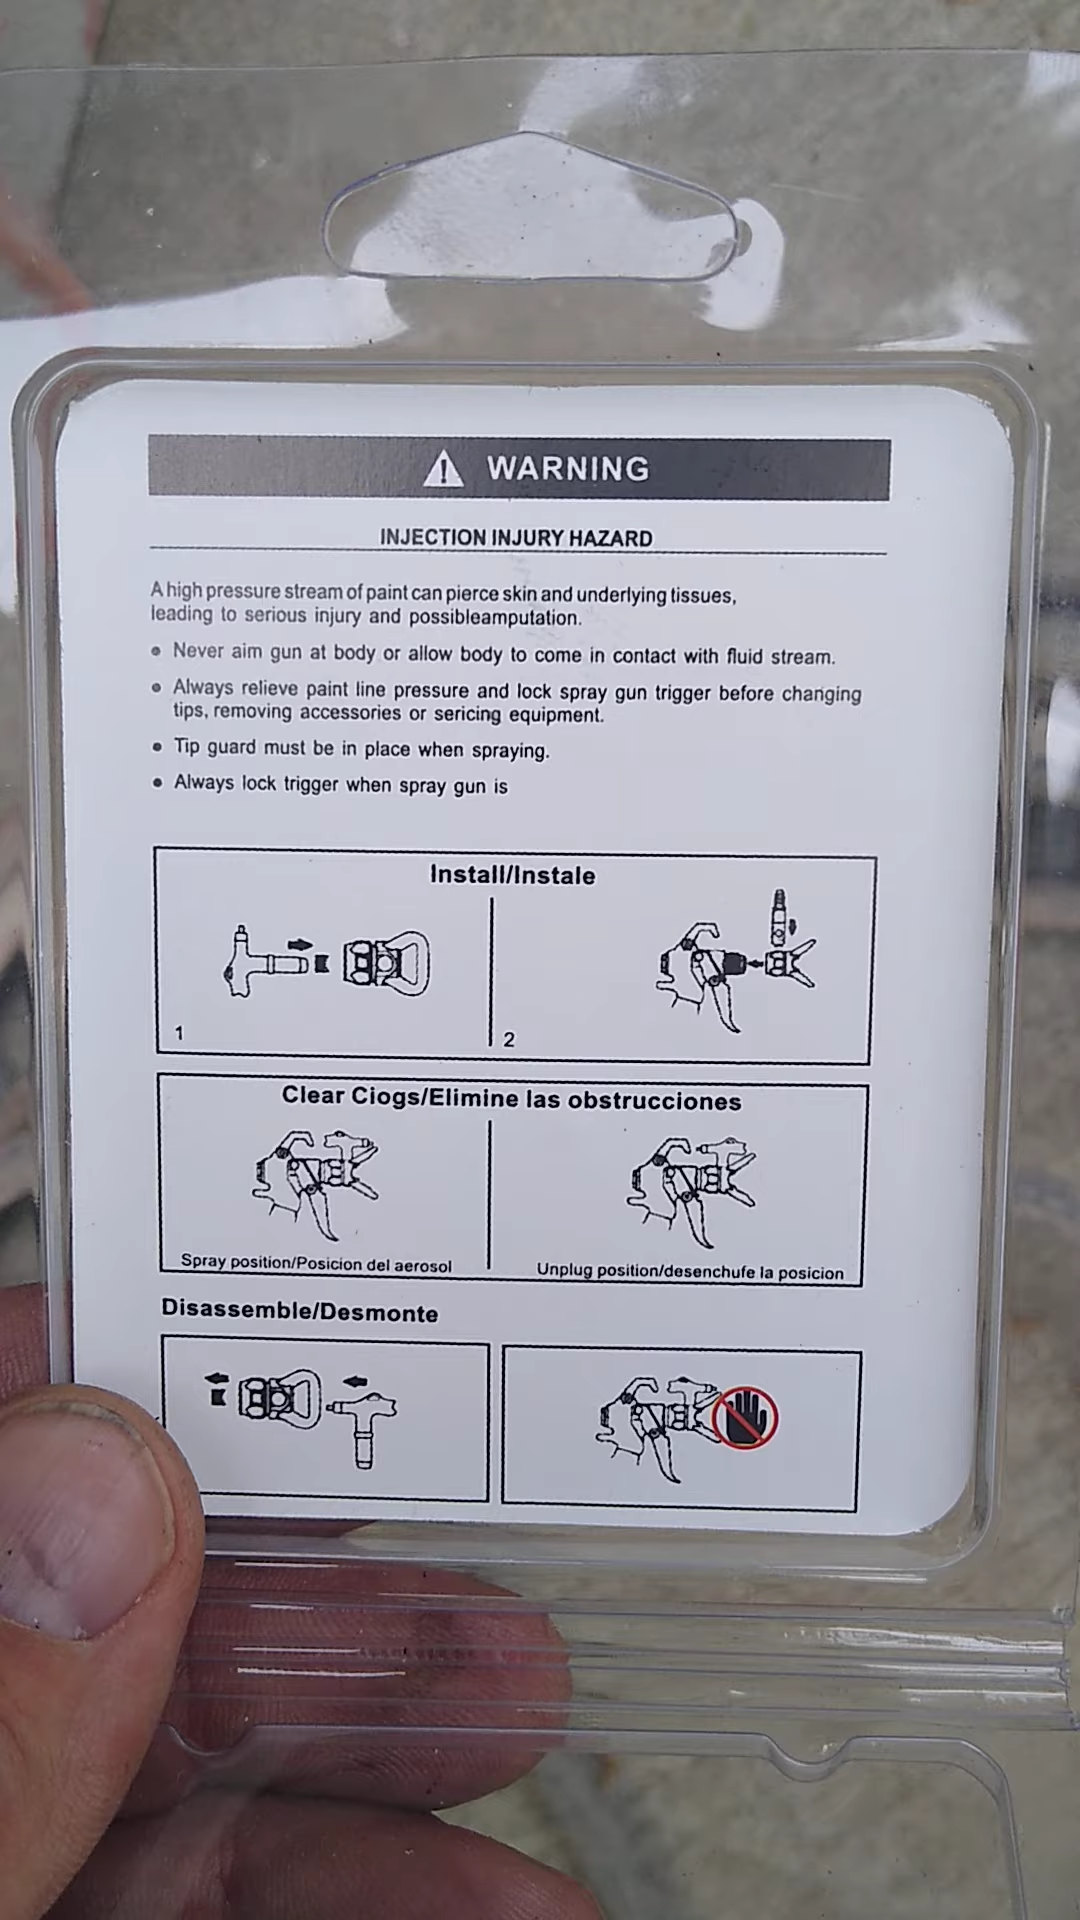 WARNING
INJECTION INJURY HAZARD
A high pressure stream of paint can pierce skin and underlying tissues,
leading to serious injury and possibleamputation.
• Never aim gun at body or allow body to come in contact with fluid stream.
• Always relieve paint line pressure and lock spray gun trigger before changing
tips, removing accessories or sericing equipment.
• Tip guard must be in place when spraying.
• Always lock trigger when spray gun is
Install/Instale
1
2
Clear Ciogs/Elimine las obstrucciones
Spray position/Posicion del aerosol
Unplug position/desenchufe la posicion
Disassemble/Desmonte